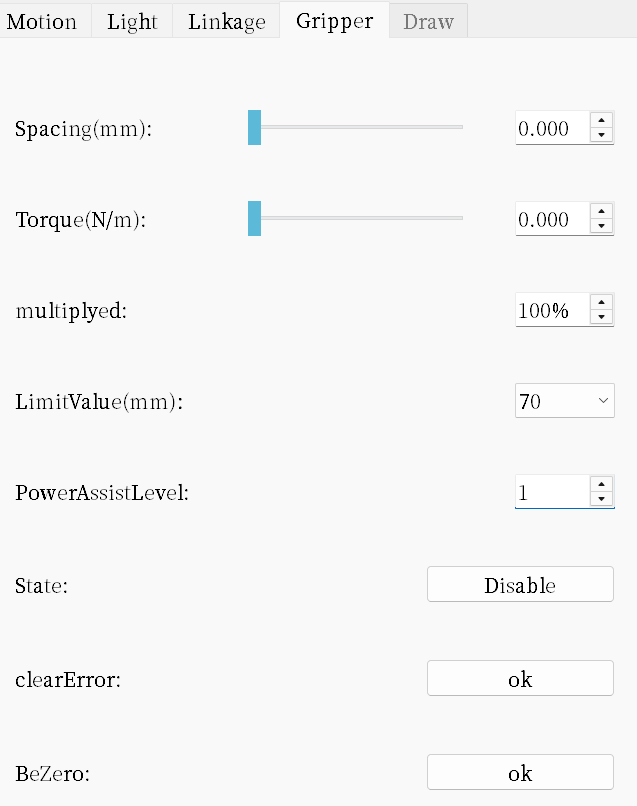 Motion Light Linkage Gripper Draw
Spacing(mm): 0.000
Torque(N/m): 0.000
multiplyed: 100%
LimitValue(mm): 70
PowerAssistLevel: 1
State: Disable
clearError: ok
BeZero: ok